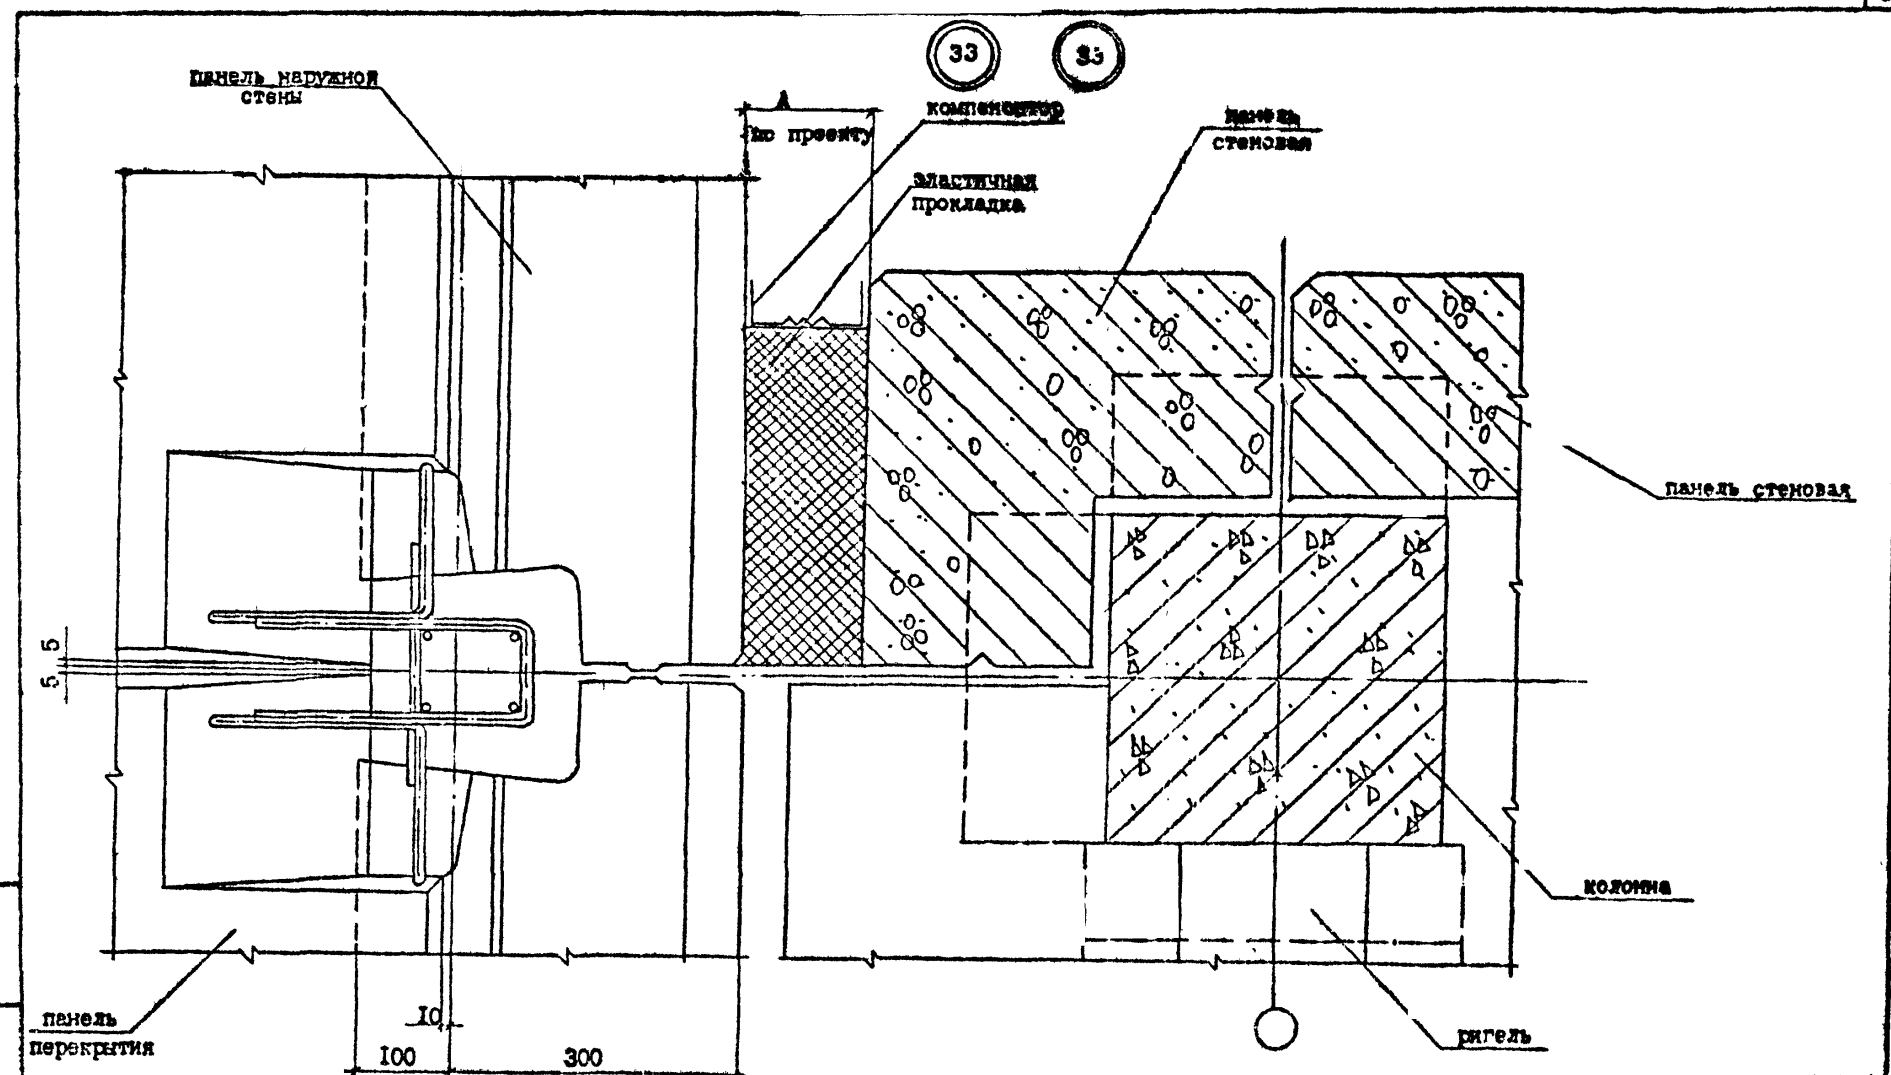 33
33
панель наружной
стены
А
по проекту
компенсатор
эластичная
прокладка
панель
стеновая
панель стеновая
5
5
колонна
ригель
панель
перекрытия
10
100
300